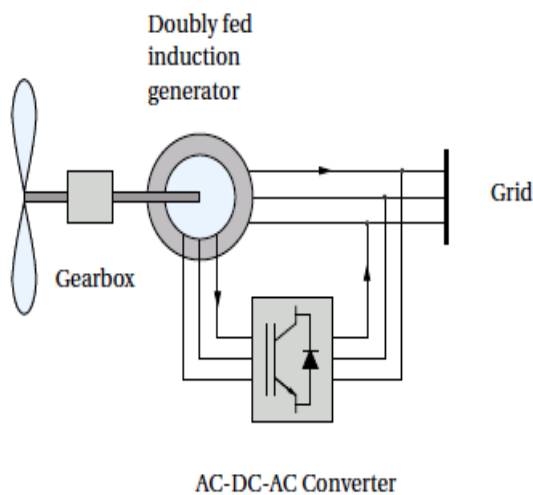 Doubly fed
induction
generator
Grid
Gearbox
AC-DC-AC Converter